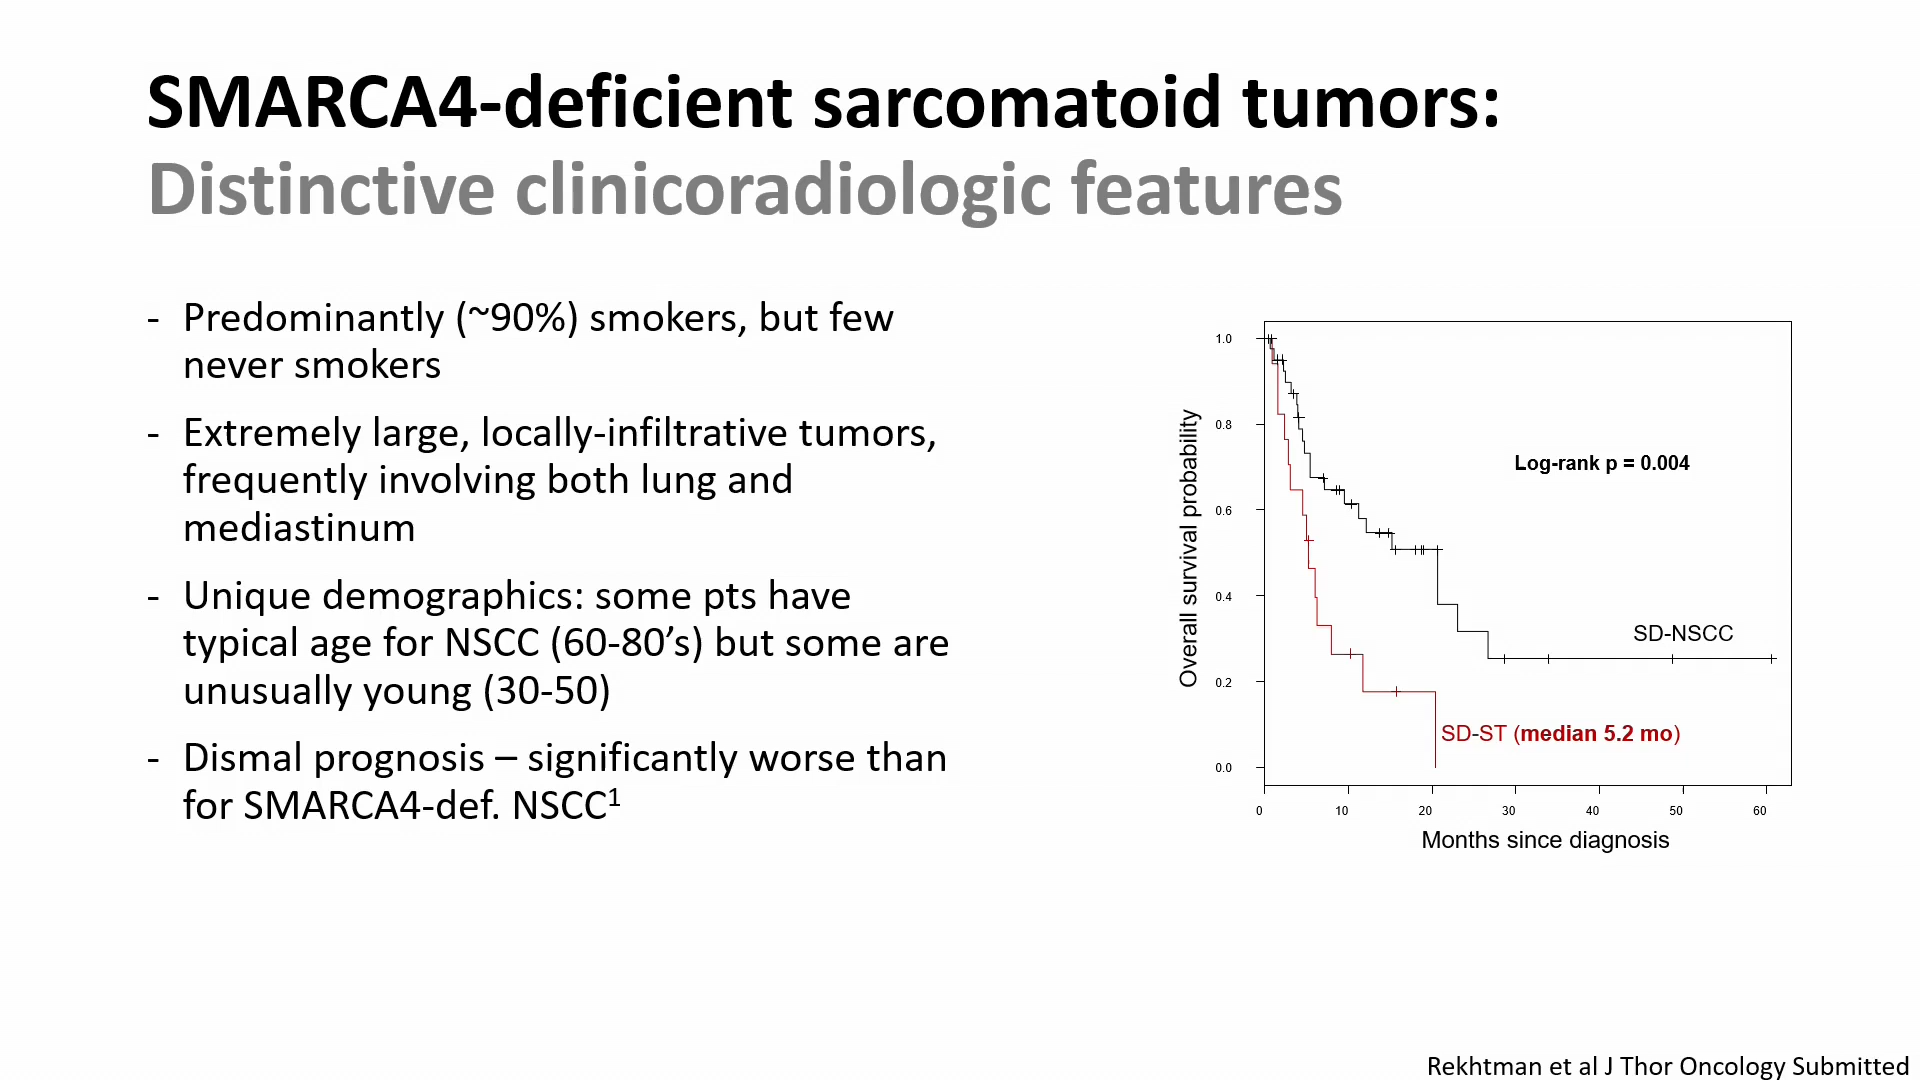 SMARCA4-deficient sarcomatoid tumors:
Distinctive clinicoradiologic features
- Predominantly (~90%) smokers, but few
never smokers
- Extremely large, locally-infiltrative tumors,
frequently involving both lung and
mediastinum
- Unique demographics: some pts have
typical age for NSCC (60-80’s) but some are
unusually young (30-50)
- Dismal prognosis – significantly worse than
for SMARCA4-def. NSCC¹
Overall survival probability
1.0
0.8
0.6
0.4
0.2
0.0
Log-rank p = 0.004
SD-NSCC
SD-ST (median 5.2 mo)
0 10 20 30 40 50 60
Months since diagnosis
Rekhtman et al J Thor Oncology Submitted